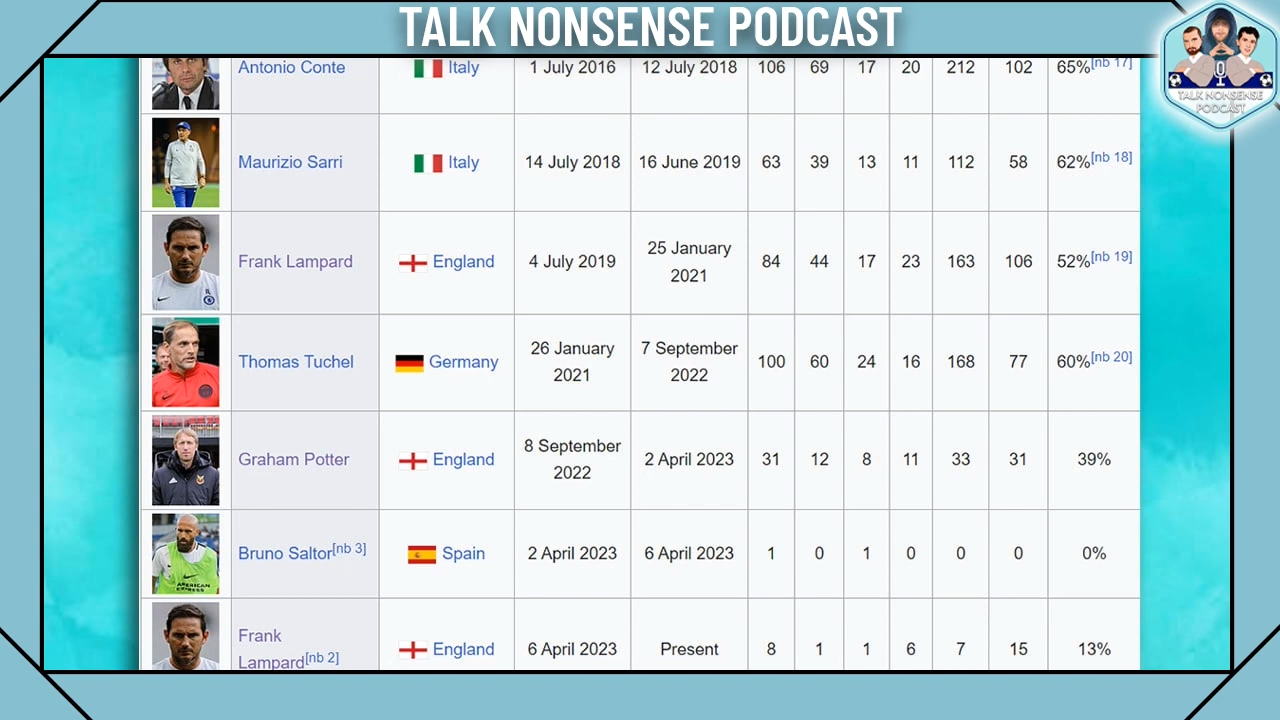 TALK NONSENSE PODCAST
TALK NONSENSE
PODCAST
Antonio Conte Italy 1 July 2016 12 July 2018 106 69 17 20 212 102 65%[nb 17]
Maurizio Sarri Italy 14 July 2018 16 June 2019 63 39 13 11 112 58 62%[nb 18]
Frank Lampard England 4 July 2019 25 January
2021 84 44 17 23 163 106 52%[nb 19]
Thomas Tuchel Germany 26 January
2021 7 September
2022 100 60 24 16 168 77 60%[nb 20]
Graham Potter England 8 September
2022 2 April 2023 31 12 8 11 33 31 39%
Bruno Saltor[nb 3] Spain 2 April 2023 6 April 2023 1 0 1 0 0 0 0%
AMERICAN
EXPRESS
Frank
Lampard[nb 2] England 6 April 2023 Present 8 1 1 6 7 15 13%